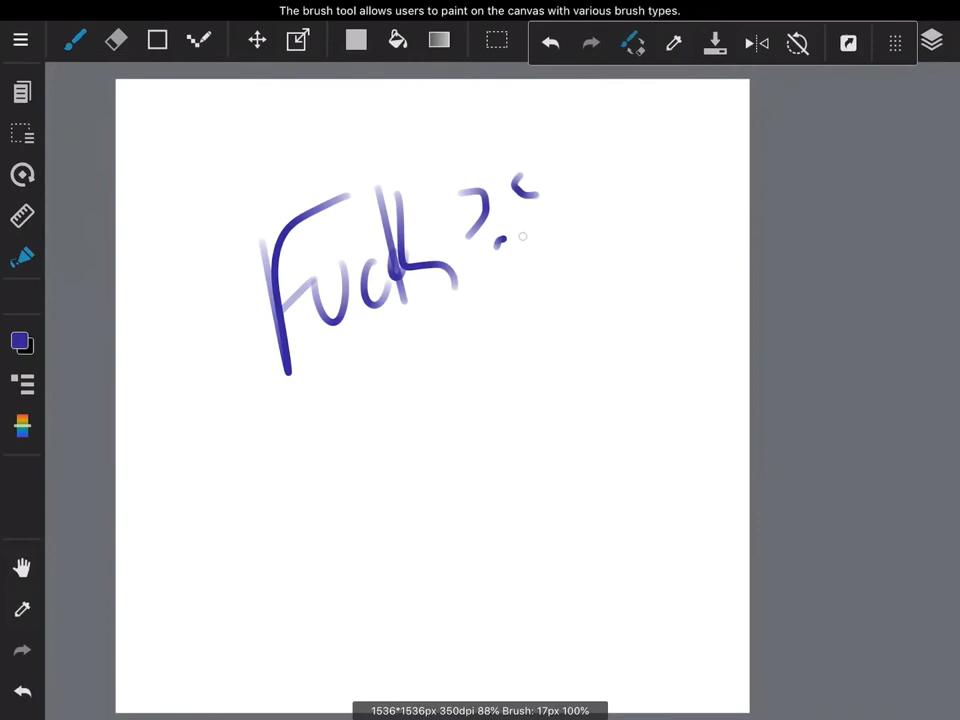 The brush tool allows users to paint on the canvas with various brush types.
Fuck ?
1536*1536px 350dpi 88% Brush: 17px 100%